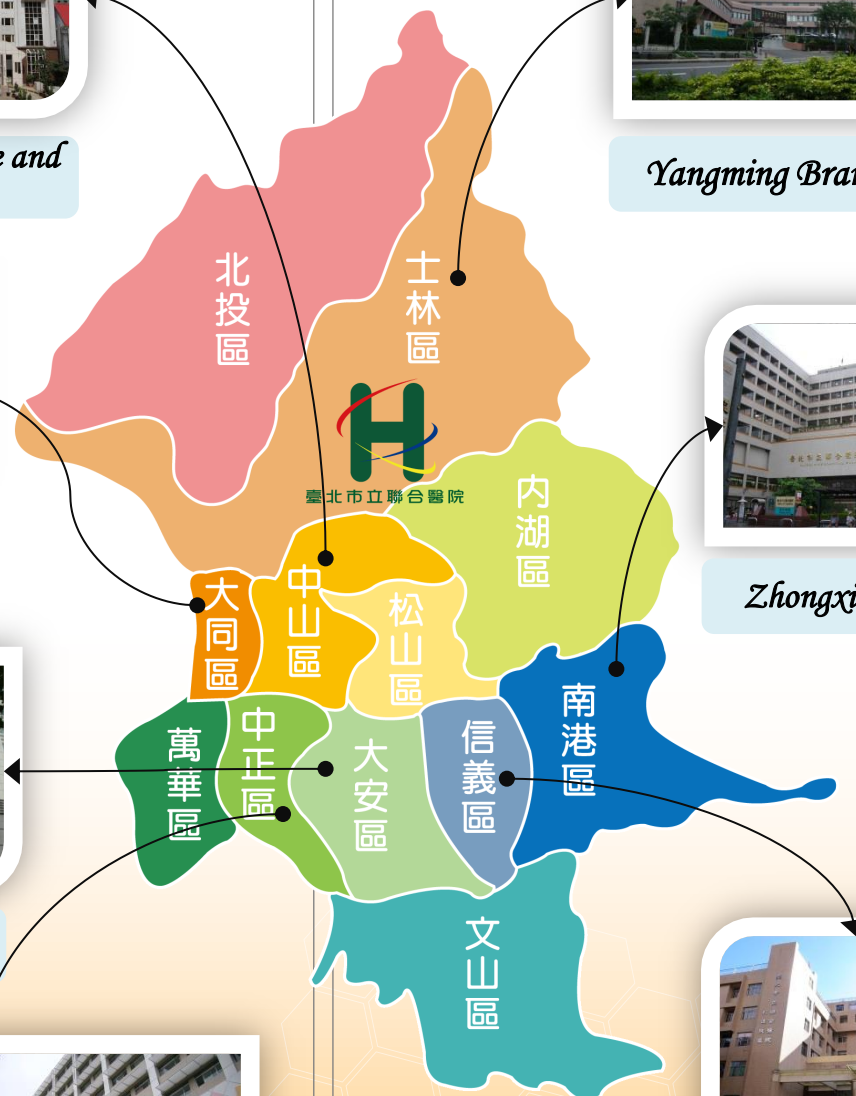 e and
Yangming Bran
北投區
士林區
臺北市立聯合醫院
內湖區
Zhongxi
大同區
中山區
松山區
南港區
萬華區
中正區
大安區
信義區
文山區